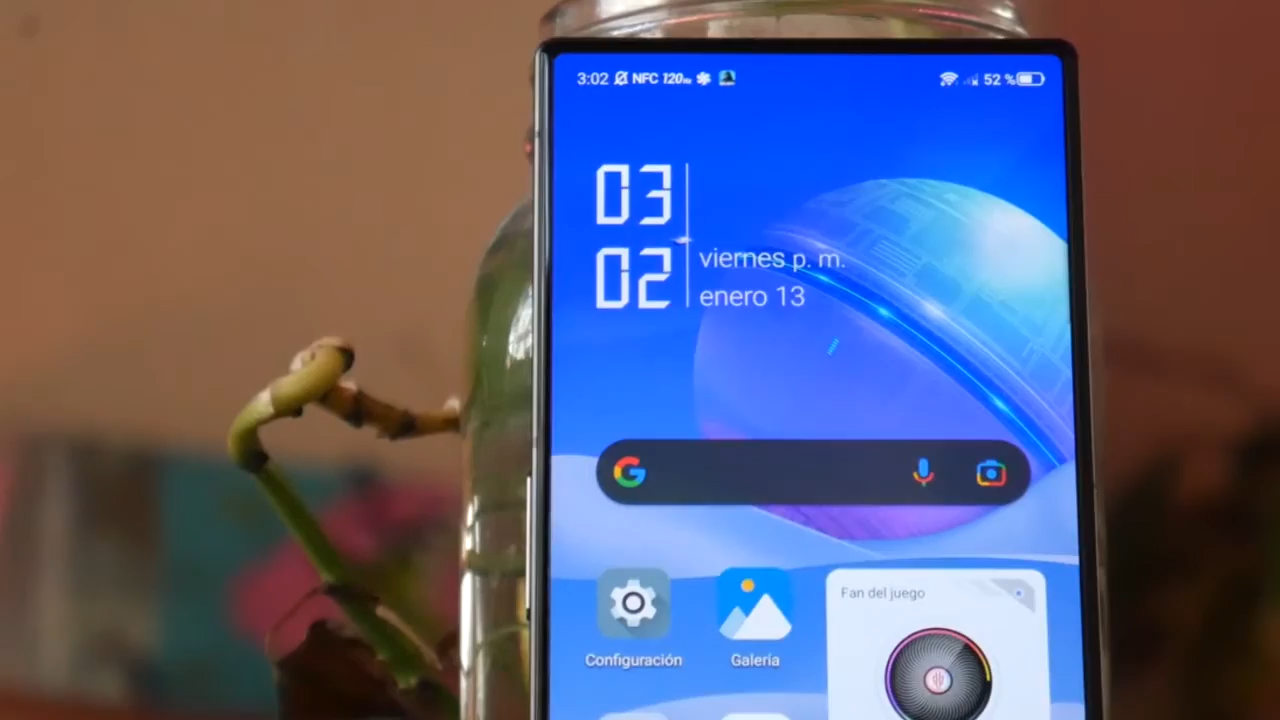 3:02 NFC 120Hz 52 %
03
02
viernes p. m.
enero 13
Fan del juego
Configuración
Galería